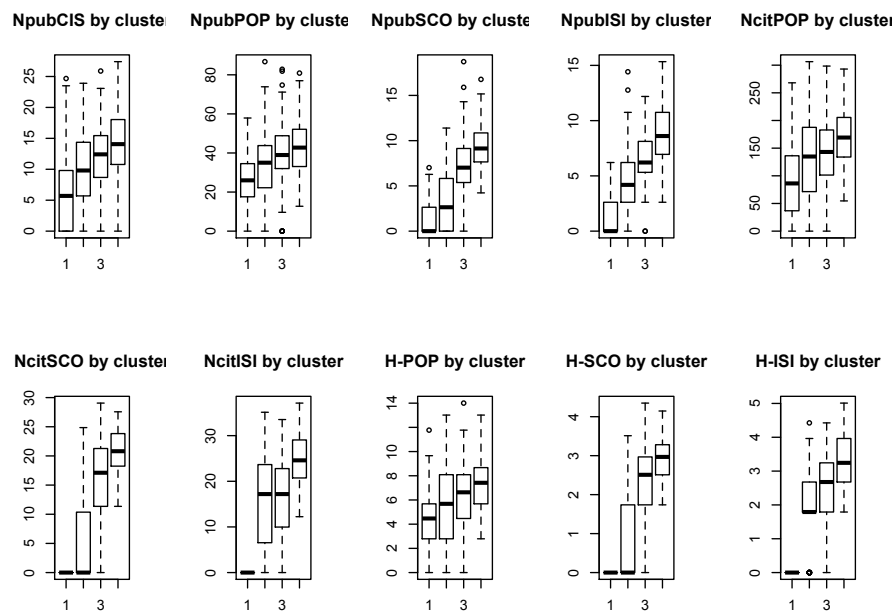 NpubCIS by cluster
NpubPOP by cluster
NpubSCO by cluster
NpubISI by cluster
NcitPOP by cluster
0 5 10 15 20 25
0 20 40 60 80
0 5 10 15
0 5 10 15
0 50 150 250
1 3
1 3
1 3
1 3
1 3
NcitSCO by cluster
NcitISI by cluster
H-POP by cluster
H-SCO by cluster
H-ISI by cluster
0 5 10 15 20 25 30
0 10 20 30
0 2 4 6 8 10 12 14
0 1 2 3 4
0 1 2 3 4 5
1 3
1 3
1 3
1 3
1 3